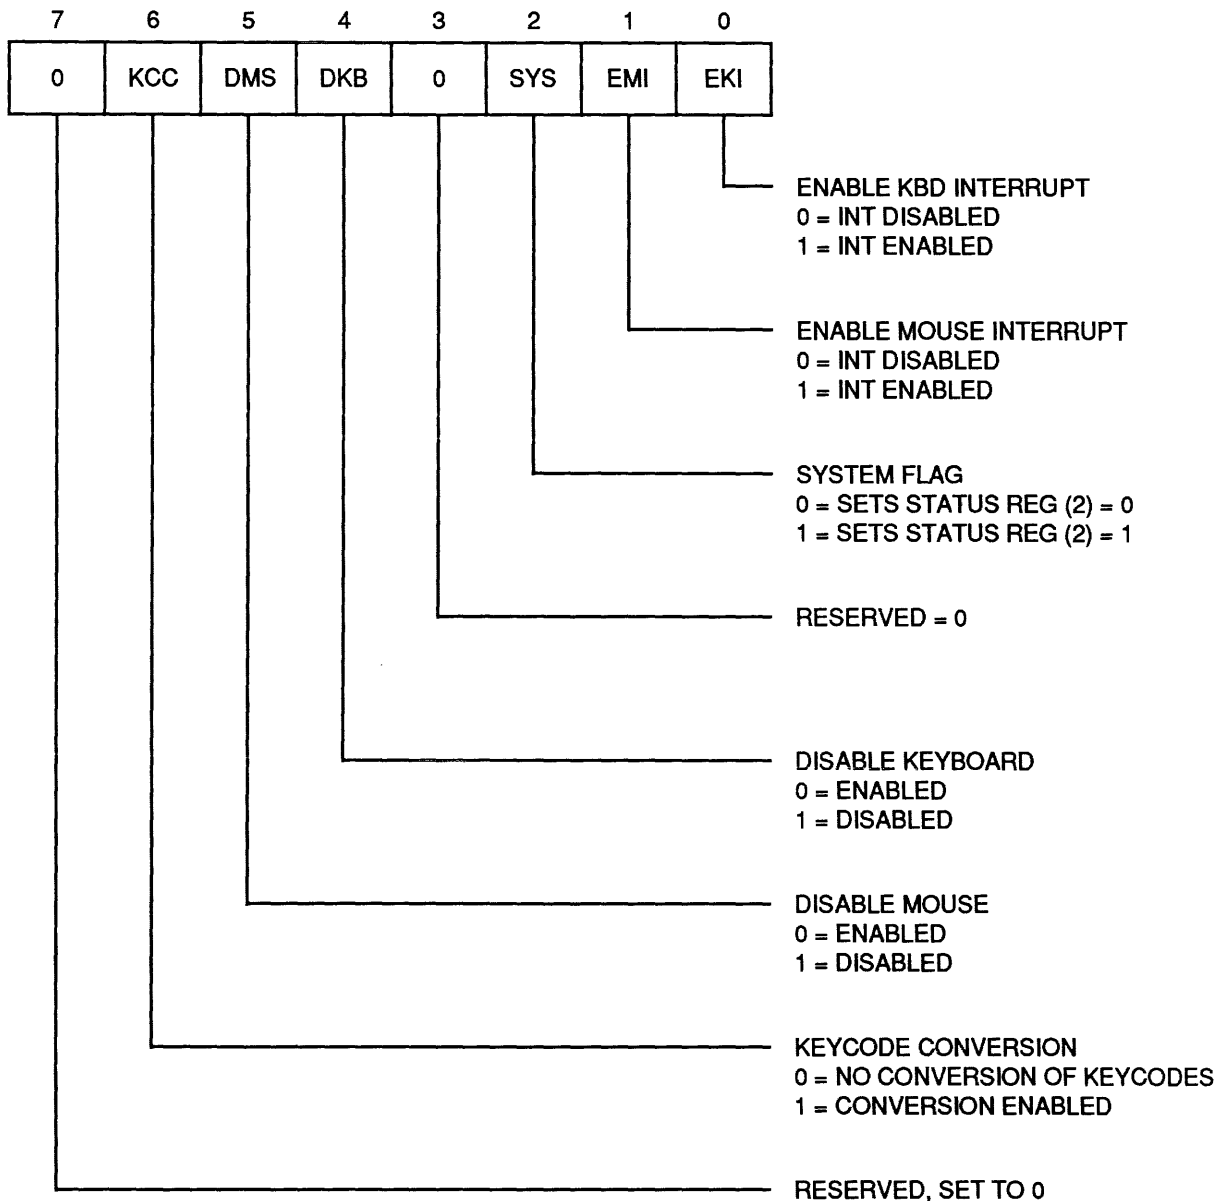 7 6 5 4 3 2 1 0
0 KCC DMS DKB 0 SYS EMI EKI
ENABLE KBD INTERRUPT
0 = INT DISABLED
1 = INT ENABLED
ENABLE MOUSE INTERRUPT
0 = INT DISABLED
1 = INT ENABLED
SYSTEM FLAG
0 = SETS STATUS REG (2) = 0
1 = SETS STATUS REG (2) = 1
RESERVED = 0
DISABLE KEYBOARD
0 = ENABLED
1 = DISABLED
DISABLE MOUSE
0 = ENABLED
1 = DISABLED
KEYCODE CONVERSION
0 = NO CONVERSION OF KEYCODES
1 = CONVERSION ENABLED
RESERVED, SET TO 0